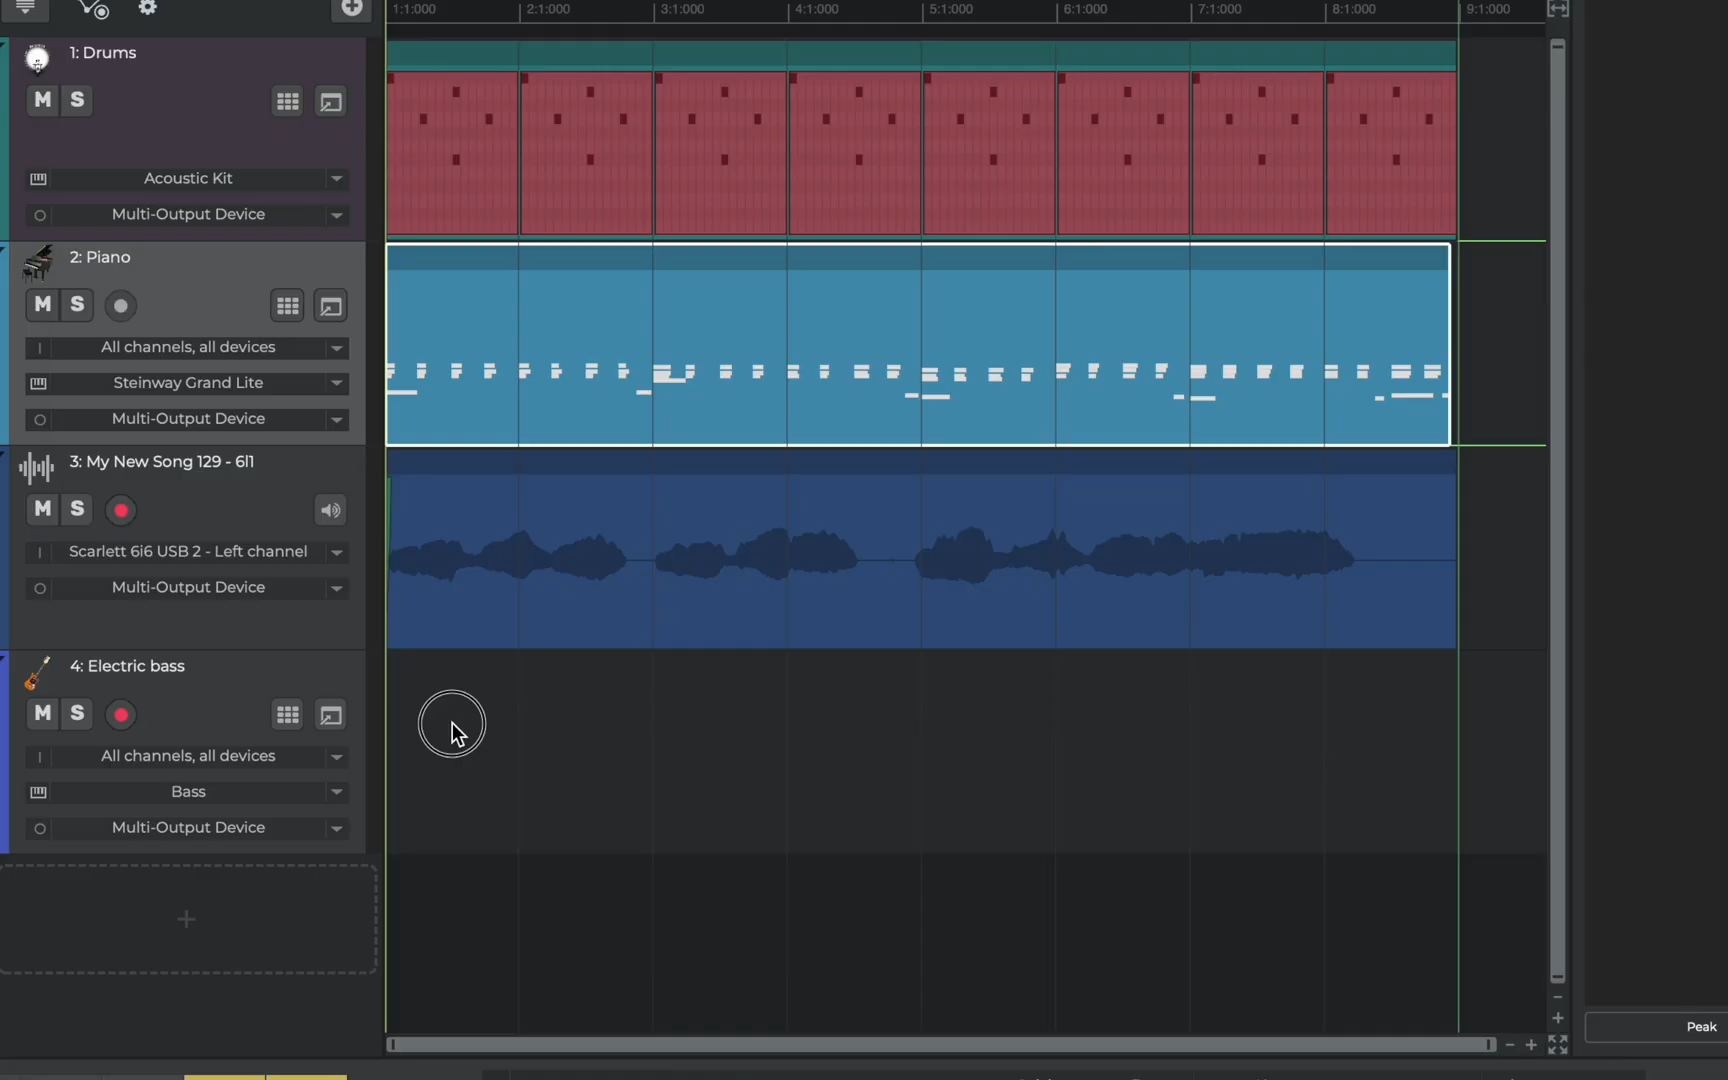 1:1:000
2:1:000
3:1:000
4:1:000
5:1:000
6:1:000
7:1:000
8:1:000
9:1:000
1: Drums
M
S
Acoustic Kit
Multi-Output Device
2: Piano
M
S
All channels, all devices
Steinway Grand Lite
Multi-Output Device
3: My New Song 129 - 6l1
M
S
Scarlett 6i6 USB 2 - Left channel
Multi-Output Device
4: Electric bass
M
S
All channels, all devices
Bass
Multi-Output Device
Peak